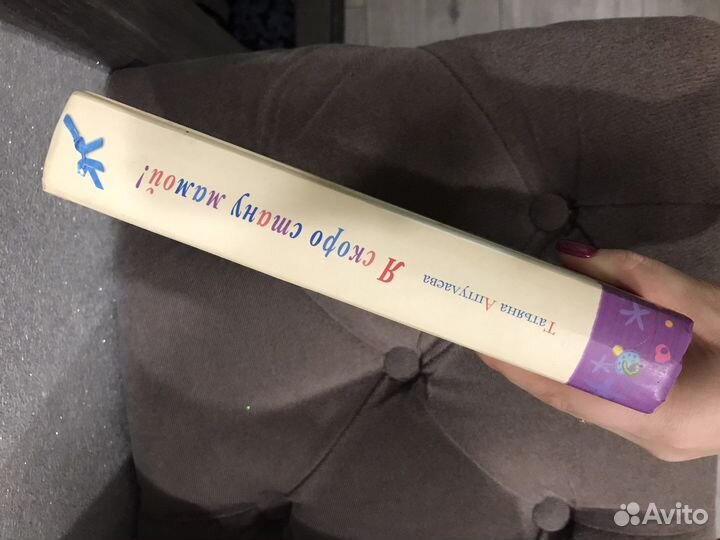 Татьяна Аптулаева
Я скоро стану мамой!
Avito